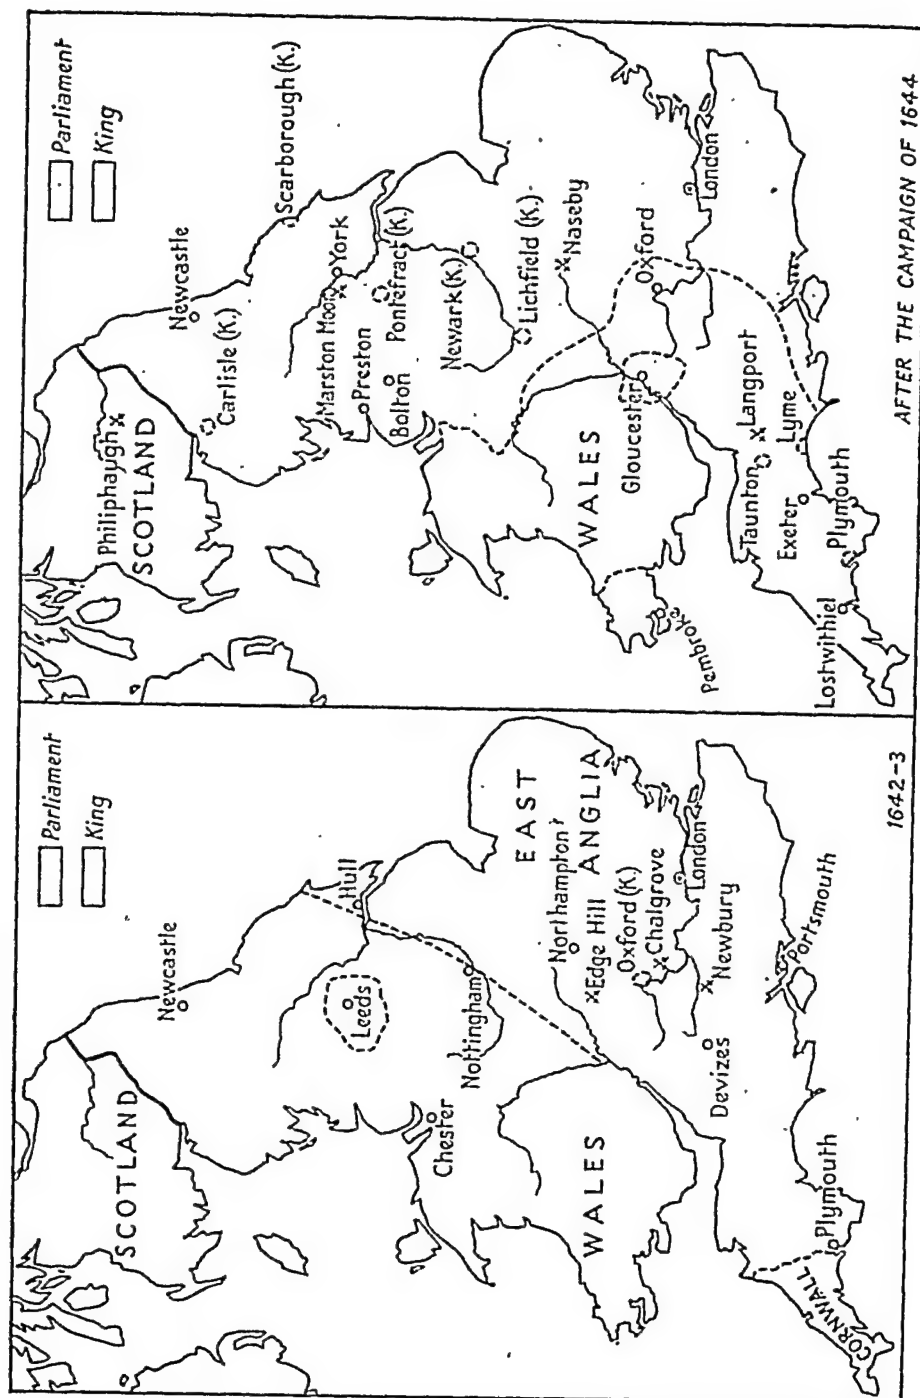 Parliament
King
Newcastle
SCOTLAND
Hull
Leeds
Nottingham
Chester
EAST
ANGLIA
Northampton
Edge Hill
Oxford (K)
Chalgrove
London
WALES
Newbury
Devizes
Portsmouth
Plymouth
CORNWALL
1642-3
Parliament
King
Philiphaugh
SCOTLAND
Newcastle
Carlisle (K.)
Scarborough (K.)
Marston Moor
York
Preston
Pontefract (K.)
Bolton
Newark (K.)
Lichfield (K.)
Naseby
WALES
Gloucester
Oxford
London
Pembroke
Taunton
Langport
Exeter
Lyme
Plymouth
Lostwithiel
AFTER THE CAMPAIGN OF 1644